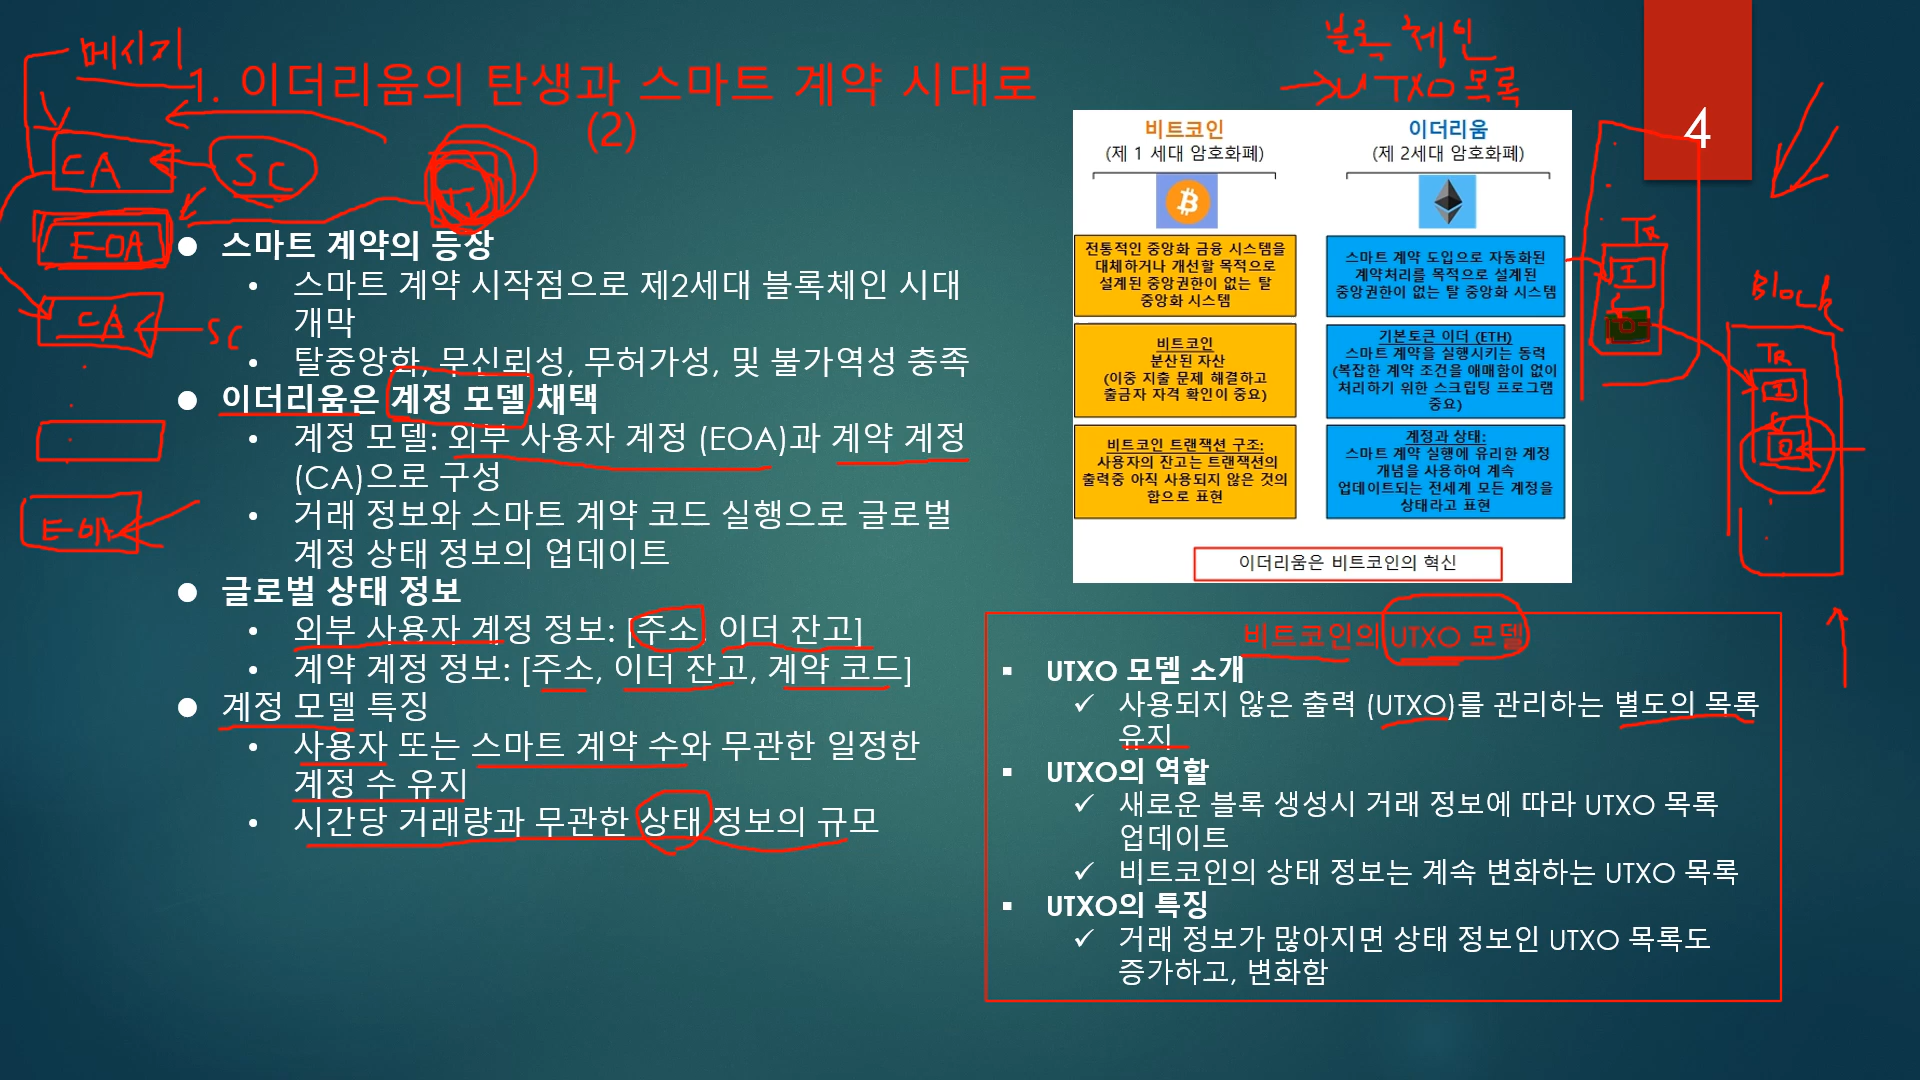 메시지
1. 이더리움의 탄생과 스마트 계약 시대로
(2)
CA
SC
EOA
CA
SC
EOA
● 스마트 계약의 등장
• 스마트 계약 시작점으로 제2세대 블록체인 시대
개막
• 탈중앙화, 무신뢰성, 무허가성, 및 불가역성 충족
● 이더리움은 계정 모델 채택
• 계정 모델: 외부 사용자 계정 (EOA)과 계약 계정
(CA)으로 구성
• 거래 정보와 스마트 계약 코드 실행으로 글로벌
계정 상태 정보의 업데이트
● 글로벌 상태 정보
• 외부 사용자 계정 정보: [주소, 이더 잔고]
• 계약 계정 정보: [주소, 이더 잔고, 계약 코드]
● 계정 모델 특징
• 사용자 또는 스마트 계약 수와 무관한 일정한
계정 수 유지
• 시간당 거래량과 무관한 상태 정보의 규모
블록체인
→UTXO목록
4
비트코인
(제 1 세대 암호화폐)
전통적인 중앙화 금융 시스템을
대체하거나 개선할 목적으로
설계된 중앙권한이 없는 탈
중앙화 시스템
비트코인
분산된 자산
(이중 지출 문제 해결하고
출금자 자격 확인이 중요)
비트코인 트랜잭션 구조:
사용자의 잔고는 트랜잭션의
출력중 아직 사용되지 않은 것의
합으로 표현
이더리움
(제 2세대 암호화폐)
스마트 계약 도입으로 자동화된
계약처리를 목적으로 설계된
중앙권한이 없는 탈 중앙화 시스템
기본토큰 이더 (ETH)
스마트 계약을 실행시키는 동력
(복잡한 계약 조건을 애매함이 없이
처리하기 위한 스크립팅 프로그램
중요)
계정과 상태:
스마트 계약 실행에 유리한 계정
개념을 사용하여 계속
업데이트되는 전세계 모든 계정을
상태라고 표현
이더리움은 비트코인의 혁신
TR
I
O
Block
TR
I
O
비트코인의 UTXO 모델
▪ UTXO 모델 소개
✓ 사용되지 않은 출력 (UTXO)를 관리하는 별도의 목록
유지
▪ UTXO의 역할
✓ 새로운 블록 생성시 거래 정보에 따라 UTXO 목록
업데이트
✓ 비트코인의 상태 정보는 계속 변화하는 UTXO 목록
▪ UTXO의 특징
✓ 거래 정보가 많아지면 상태 정보인 UTXO 목록도
증가하고, 변화함